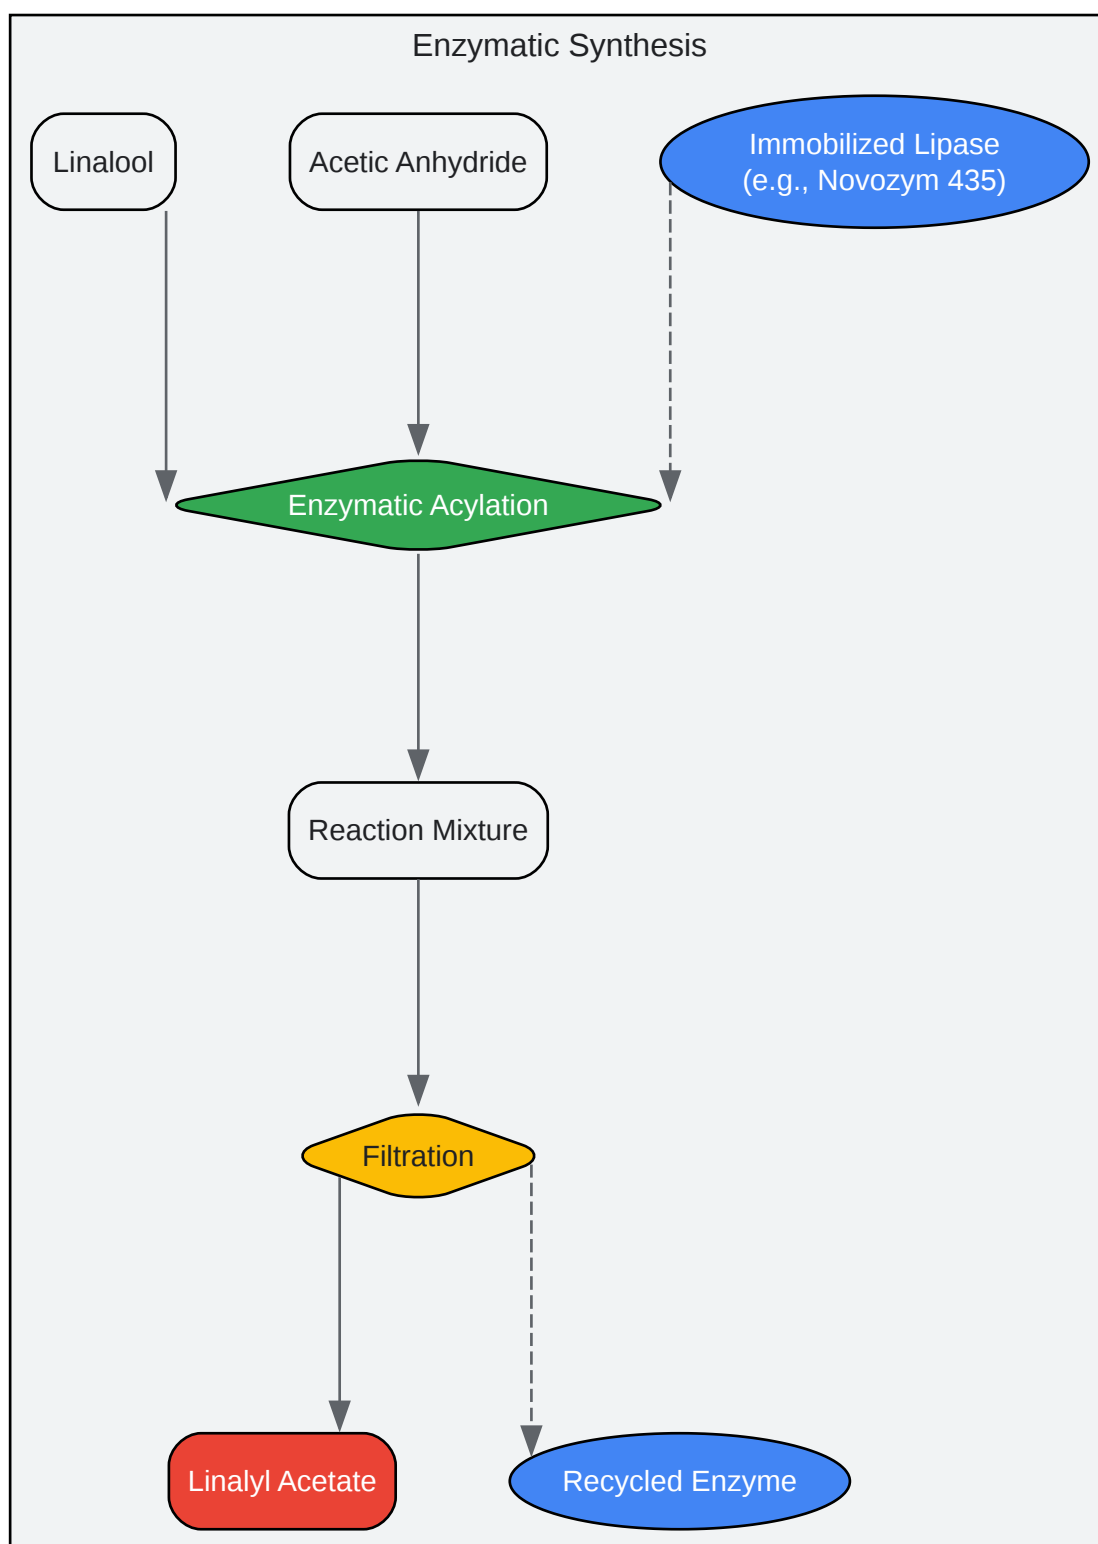 Enzymatic Synthesis
Linalool
Acetic Anhydride
Immobilized Lipase
(e.g., Novozym 435)
Enzymatic Acylation
Reaction Mixture
Filtration
Linalyl Acetate
Recycled Enzyme